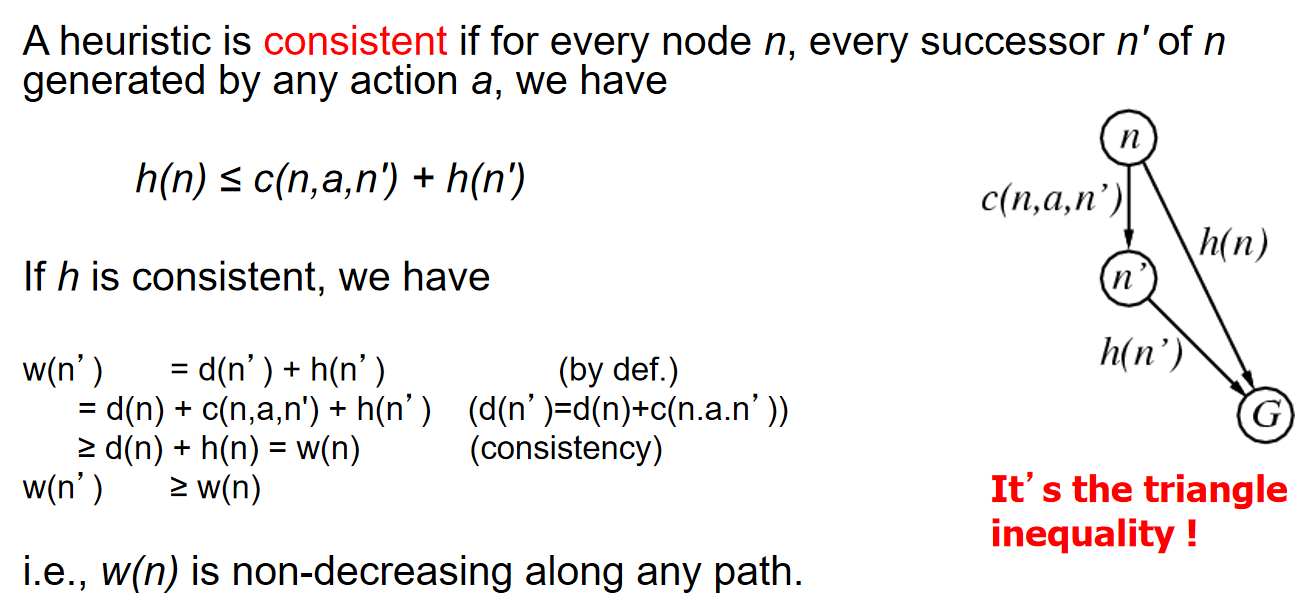 A heuristic is consistent if for every node n, every successor n' of n
generated by any action a, we have
h(n) ≤ c(n,a,n') + h(n')
If h is consistent, we have
w(n’ ) = d(n’ ) + h(n’ ) (by def.)
= d(n) + c(n,a,n') + h(n’ ) (d(n’ )=d(n)+c(n.a.n’ ))
≥ d(n) + h(n) = w(n) (consistency)
w(n’ ) ≥ w(n)
i.e., w(n) is non-decreasing along any path.
n
c(n,a,n’)
h(n)
n’
h(n’)
G
It’ s the triangle
inequality !